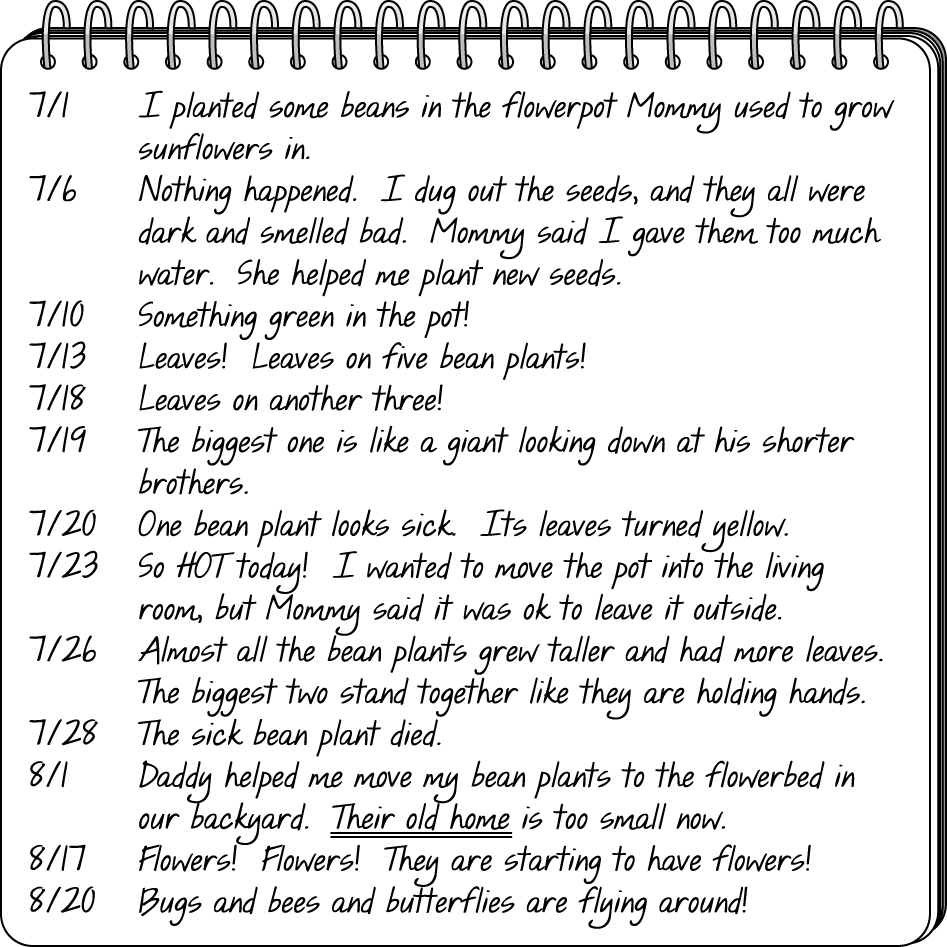 7/1 I planted some beans in the flowerpot Mommy used to grow
sunflowers in.
7/6 Nothing happened. I dug out the seeds, and they all were
dark and smelled bad. Mommy said I gave them too much
water. She helped me plant new seeds.
7/10 Something green in the pot!
7/13 Leaves! Leaves on five bean plants!
7/18 Leaves on another three!
7/19 The biggest one is like a giant looking down at his shorter
brothers.
7/20 One bean plant looks sick. Its leaves turned yellow.
7/23 So HOT today! I wanted to move the pot into the living
room, but Mommy said it was ok to leave it outside.
7/26 Almost all the bean plants grew taller and had more leaves.
The biggest two stand together like they are holding hands.
7/28 The sick bean plant died.
8/1 Daddy helped me move my bean plants to the flowerbed in
our backyard. Their old home is too small now.
8/17 Flowers! Flowers! They are starting to have flowers!
8/20 Bugs and bees and butterflies are flying around!